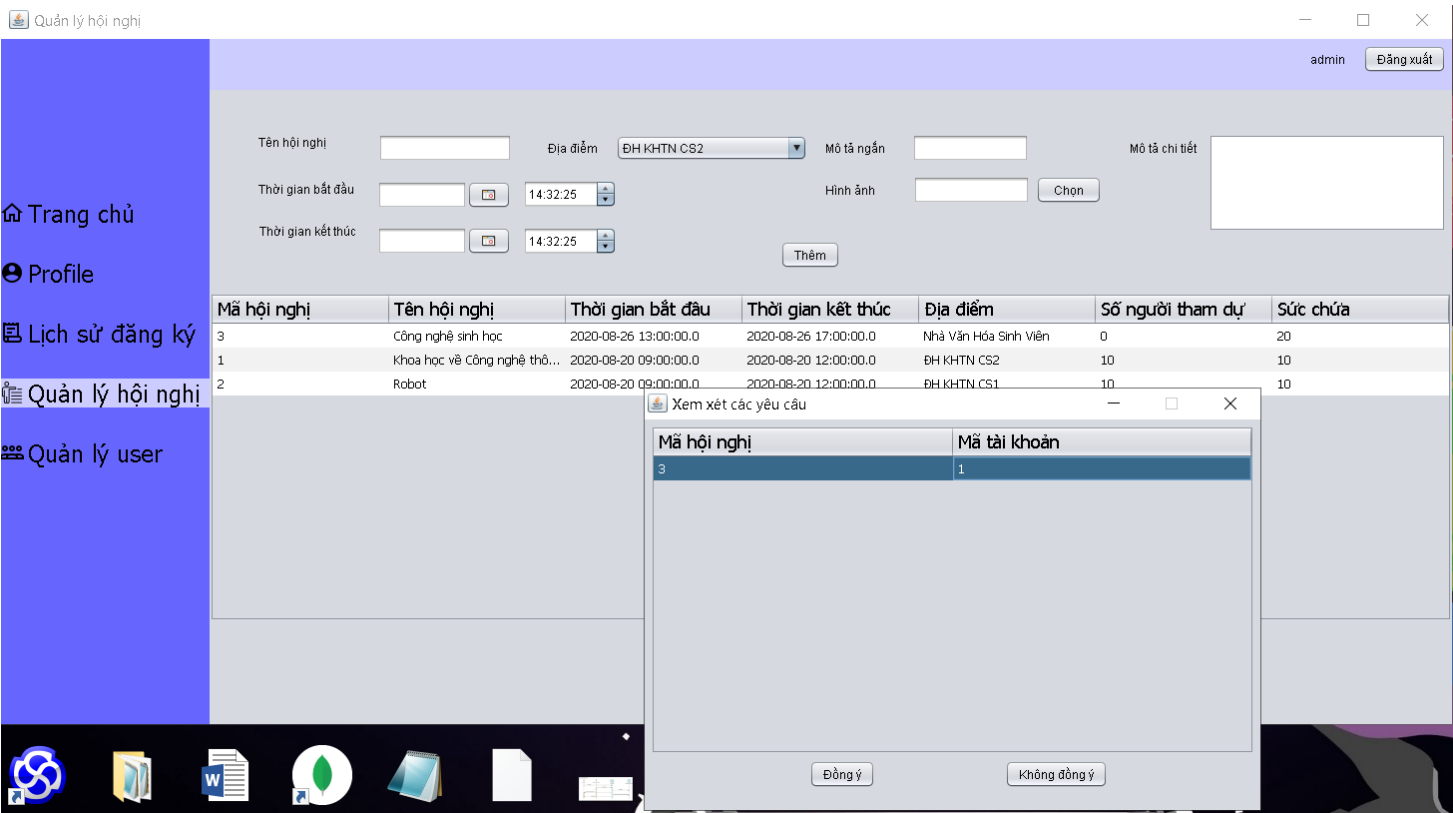 Quản lý hội nghị
admin Đăng xuất
Tên hội nghị Địa điểm ĐH KHTN CS2 Mô tả ngắn Mô tả chi tiết
Thời gian bắt đầu 14:32:25 Hình ảnh Chọn
Thời gian kết thúc 14:32:25
Thêm
Trang chủ
Profile
Lịch sử đăng ký
Quản lý hội nghị
Quản lý user
Mã hội nghị Tên hội nghị Thời gian bắt đầu Thời gian kết thúc Địa điểm Số người tham dự Sức chứa
3 Công nghệ sinh học 2020-08-26 13:00:00.0 2020-08-26 17:00:00.0 Nhà Văn Hóa Sinh Viên 0 20
1 Khoa học về Công nghệ thô... 2020-08-20 09:00:00.0 2020-08-20 12:00:00.0 ĐH KHTN CS2 10 10
2 Robot 2020-08-20 09:00:00.0 2020-08-20 12:00:00.0 ĐH KHTN CS1 10 10
Xem xét các yêu cầu
Mã hội nghị Mã tài khoản
3 1
Đồng ý Không đồng ý
W